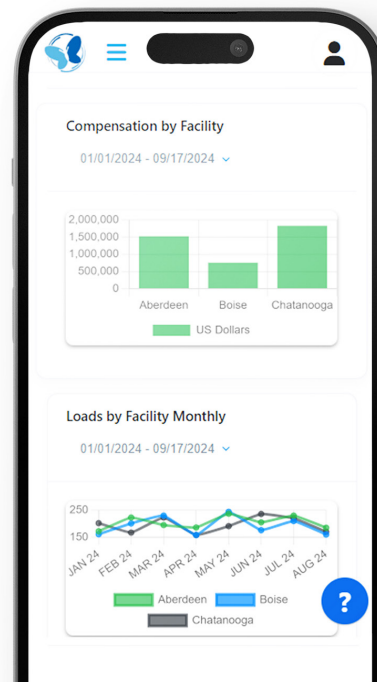 Compensation by Facility
01/01/2024 - 09/17/2024
2,000,000
1,500,000
1,000,000
500,000
0
Aberdeen Boise Chatanooga
US Dollars
Loads by Facility Monthly
01/01/2024 - 09/17/2024
250
150
JAN 24 FEB 24 MAR 24 APR 24 MAY 24 JUN 24 JUL 24 AUG 24
Aberdeen Boise
Chatanooga
?